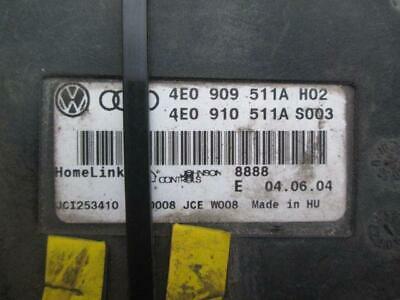 4E0 909 511A H02
4E0 910 511A S003
HomeLink JOHNSON 8888
CONTROLS E 04.06.04
JCI253410 0008 JCE W008 Made in HU